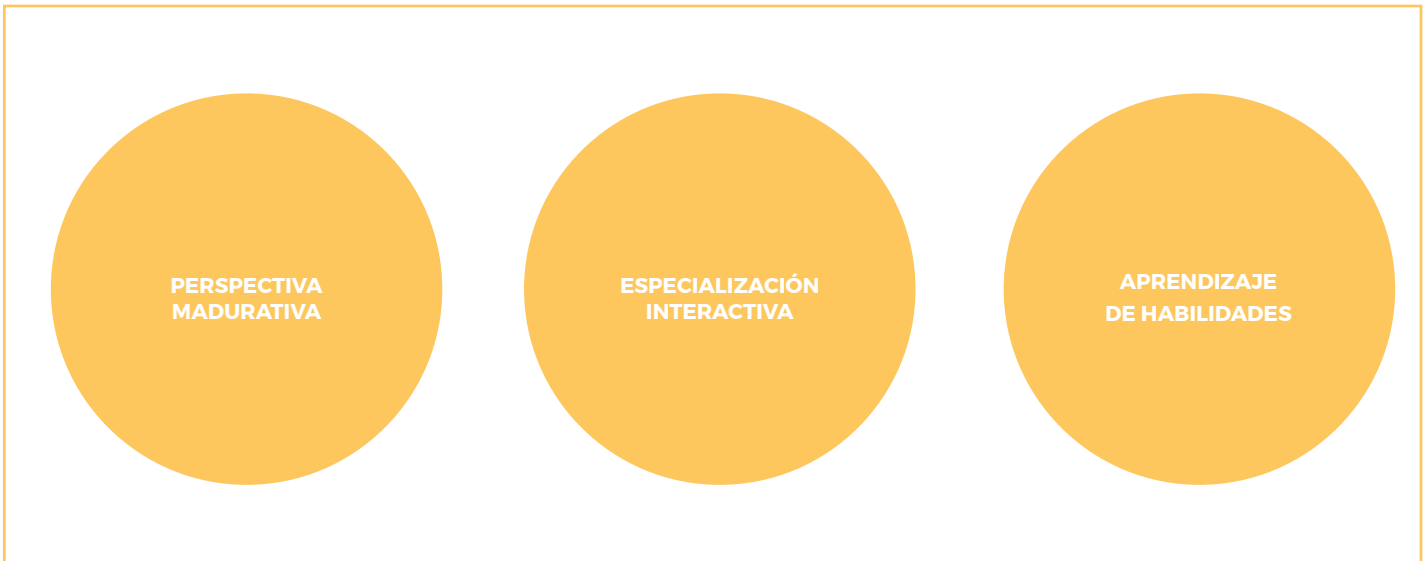 PERSPECTIVA
MADURATIVA
ESPECIALIZACIÓN
INTERACTIVA
APRENDIZAJE
DE HABILIDADES